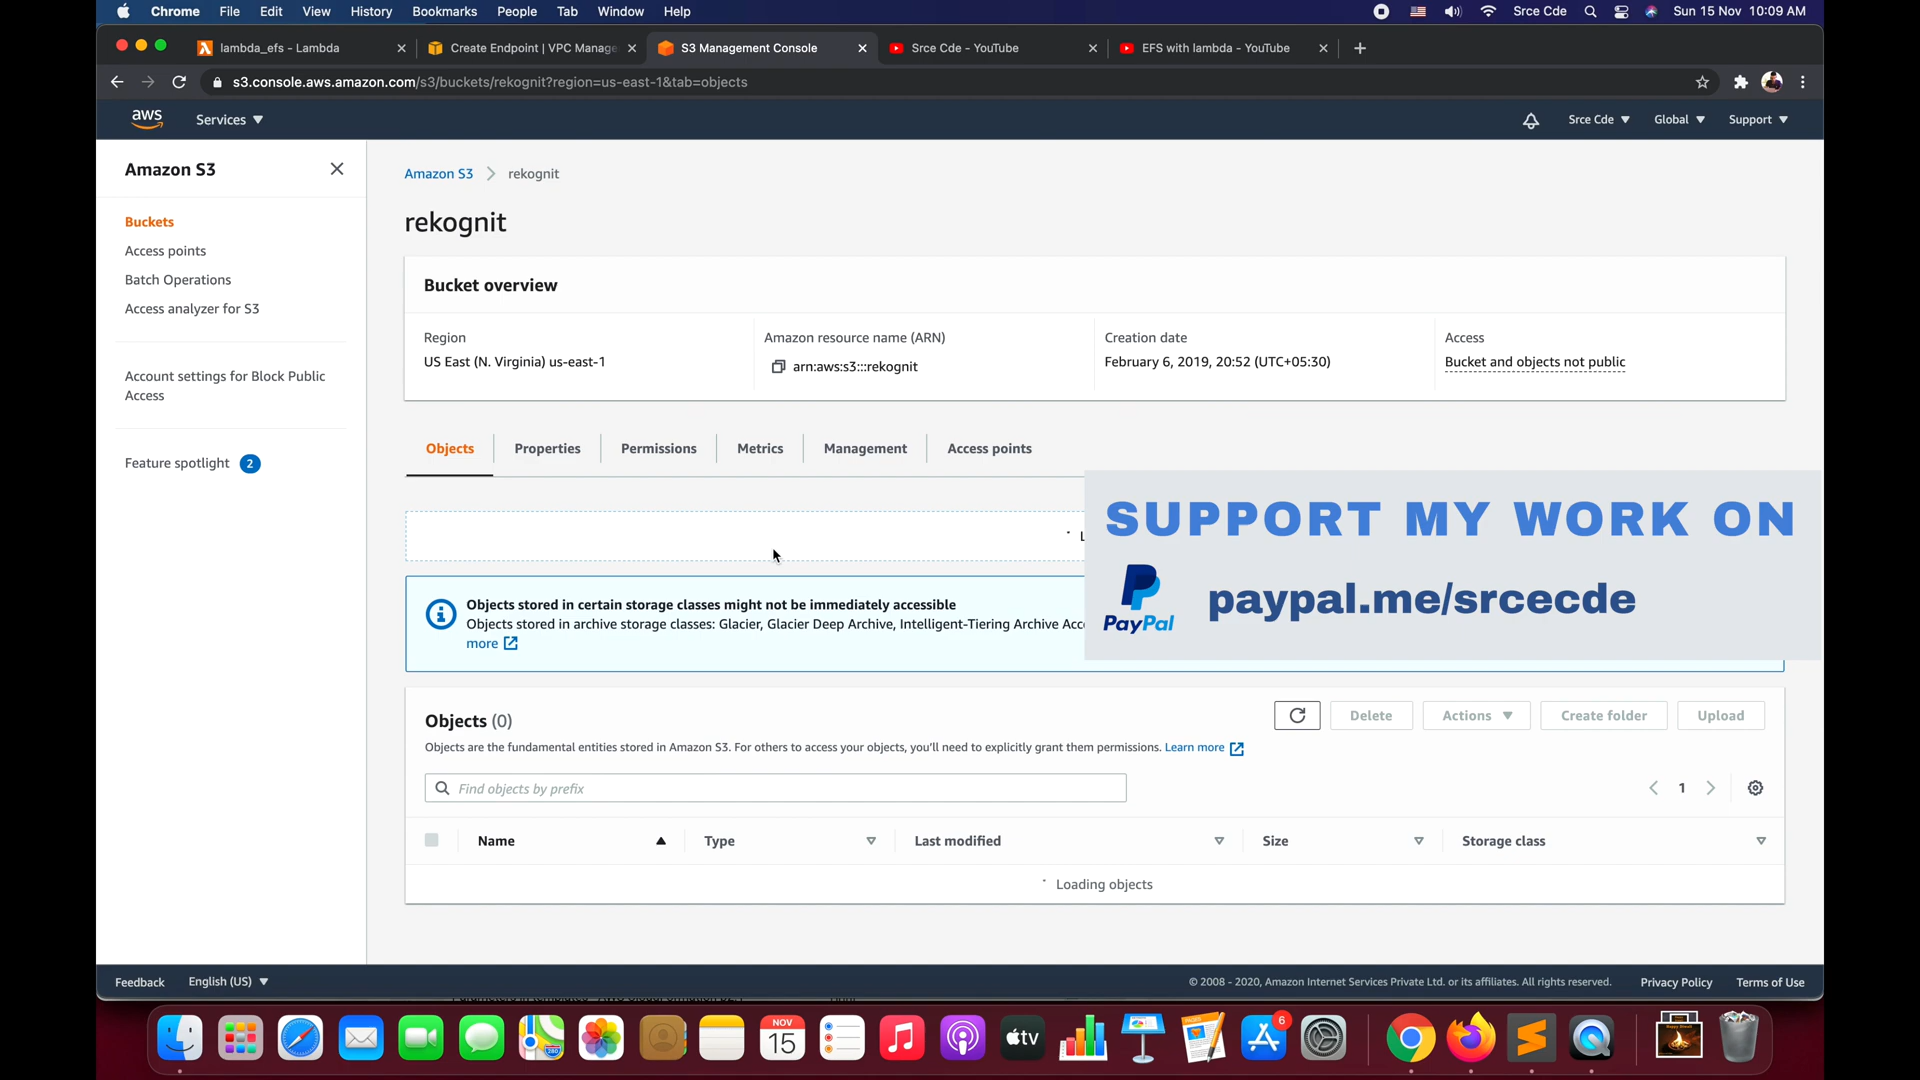 Chrome File Edit View History Bookmarks People Tab Window Help Srce Cde Sun 15 Nov 10:09 AM
lambda_efs - Lambda Create Endpoint | VPC Manage S3 Management Console Srce Cde - YouTube EFS with lambda - YouTube
s3.console.aws.amazon.com/s3/buckets/rekognit?region=us-east-1&tab=objects
aws Services Srce Cde Global Support
Amazon S3
Buckets
Access points
Batch Operations
Access analyzer for S3
Account settings for Block Public
Access
Feature spotlight 2
Amazon S3 rekognit
rekognit
Bucket overview
Region Amazon resource name (ARN) Creation date Access
US East (N. Virginia) us-east-1 arn:aws:s3:::rekognit February 6, 2019, 20:52 (UTC+05:30) Bucket and objects not public
Objects Properties Permissions Metrics Management Access points
SUPPORT MY WORK ON
PayPal paypal.me/srcecde
Objects stored in certain storage classes might not be immediately accessible
Objects stored in archive storage classes: Glacier, Glacier Deep Archive, Intelligent-Tiering Archive
more
Objects (0) Delete Actions Create folder Upload
Objects are the fundamental entities stored in Amazon S3. For others to access your objects, you'll need to explicitly grant them permissions. Learn more
Find objects by prefix 1
Name Type Last modified Size Storage class
Loading objects
Feedback English (US) © 2008 - 2020, Amazon Internet Services Private Ltd. or its affiliates. All rights reserved. Privacy Policy Terms of Use
NOV
15
tv
6